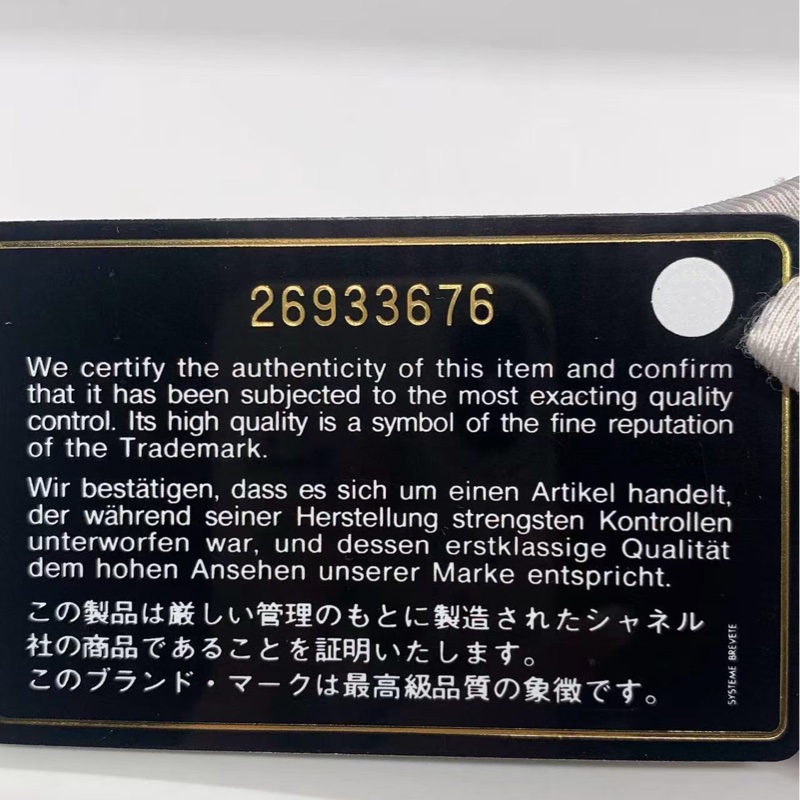 26933676
We certify the authenticity of this item and confirm
that it has been subjected to the most exacting quality
control. Its high quality is a symbol of the fine reputation
of the Trademark.
Wir bestätigen, dass es sich um einen Artikel handelt,
der während seiner Herstellung strengsten Kontrollen
unterworfen war, und dessen erstklassige Qualität
dem hohen Ansehen unserer Marke entspricht.
この製品は厳しい管理のもとに製造されたシャネル
社の商品であることを証明いたします。
このブランド・マークは最高級品質の象徴です。
SYSTEME BREVETE